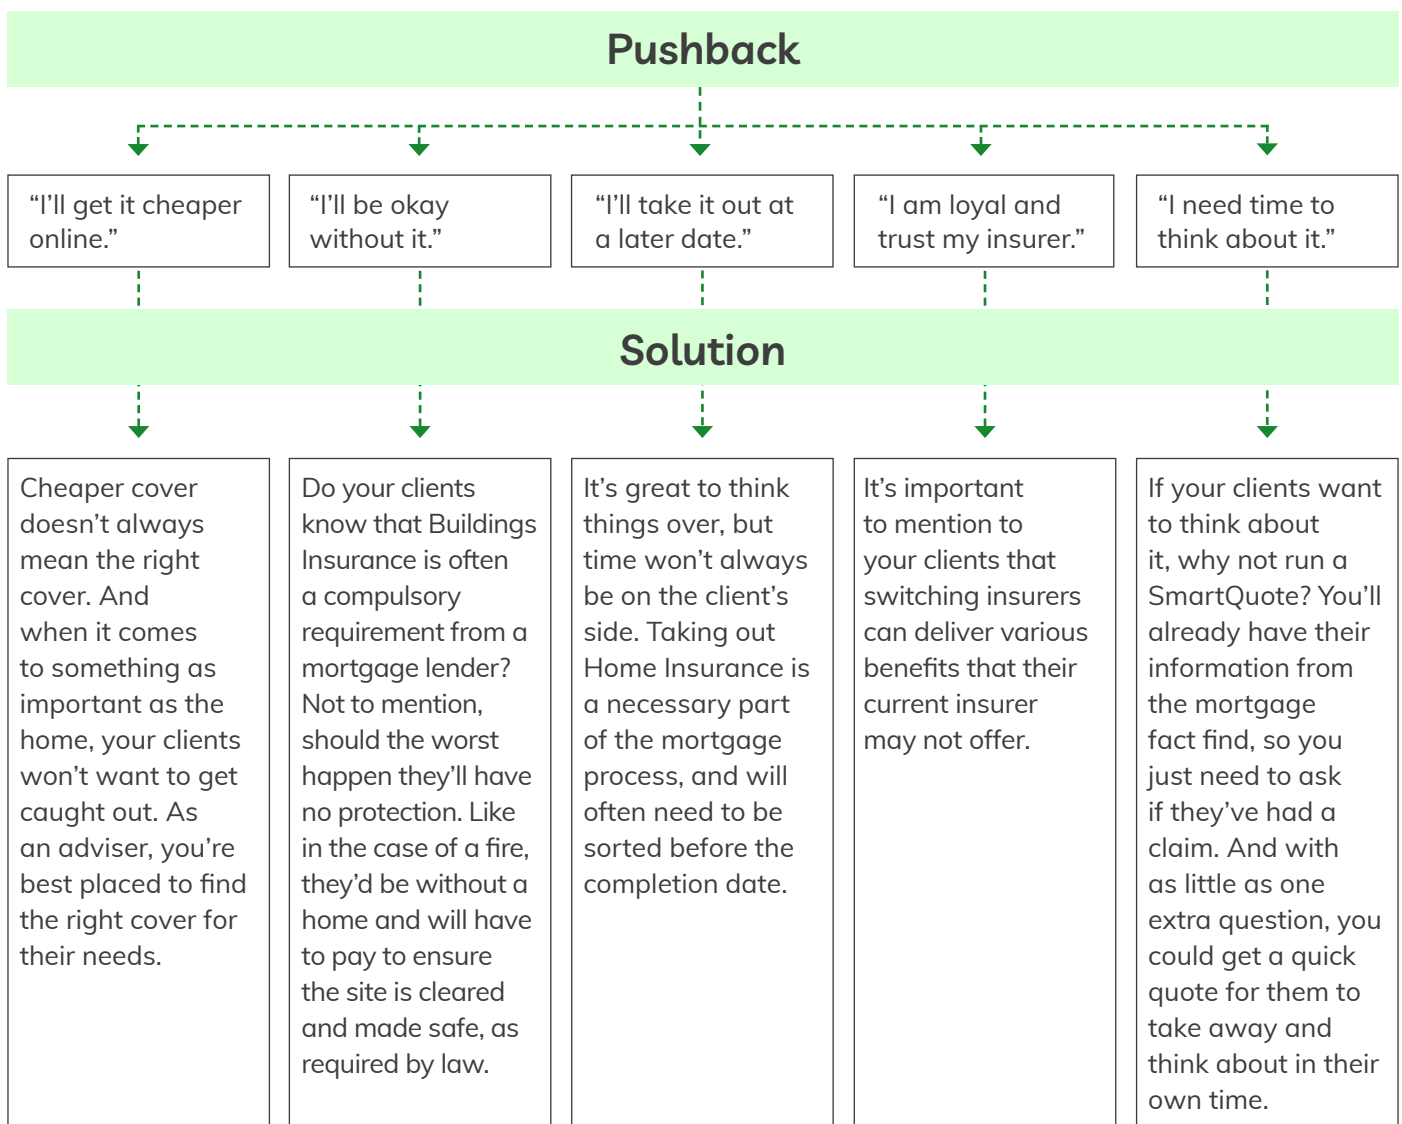 Pushback
“I’ll get it cheaper
online.”
“I’ll be okay
without it.”
“I’ll take it out at
a later date.”
“I am loyal and
trust my insurer.”
“I need time to
think about it.”
Solution
Cheaper cover
doesn’t always
mean the right
cover. And
when it comes
to something as
important as the
home, your clients
won’t want to get
caught out. As
an adviser, you’re
best placed to find
the right cover for
their needs.
Do your clients
know that Buildings
Insurance is often
a compulsory
requirement from a
mortgage lender?
Not to mention,
should the worst
happen they’ll have
no protection. Like
in the case of a fire,
they’d be without a
home and will have
to pay to ensure
the site is cleared
and made safe, as
required by law.
It’s great to think
things over, but
time won’t always
be on the client’s
side. Taking out
Home Insurance is
a necessary part
of the mortgage
process, and will
often need to be
sorted before the
completion date.
It’s important
to mention to
your clients that
switching insurers
can deliver various
benefits that their
current insurer
may not offer.
If your clients want
to think about
it, why not run a
SmartQuote? You’ll
already have their
information from
the mortgage
fact find, so you
just need to ask
if they’ve had a
claim. And with
as little as one
extra question, you
could get a quick
quote for them to
take away and
think about in their
own time.